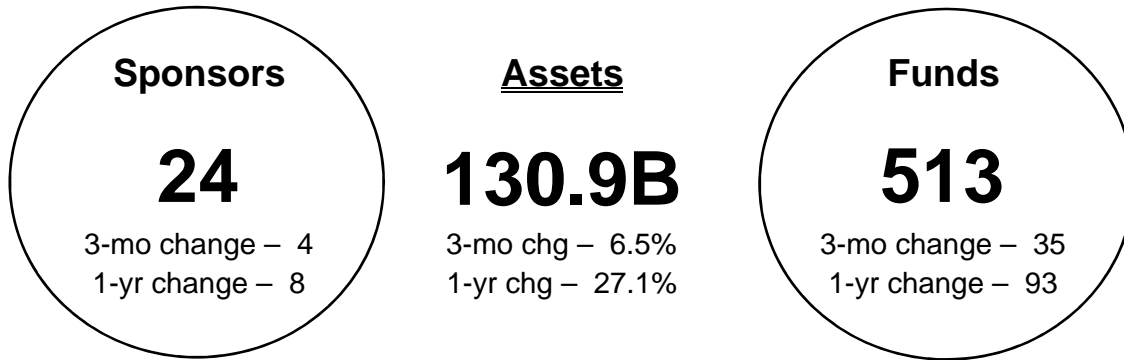 Sponsors
24
3-mo change – 4
1-yr change – 8
Assets
130.9B
3-mo chg – 6.5%
1-yr chg – 27.1%
Funds
513
3-mo change – 35
1-yr change – 93